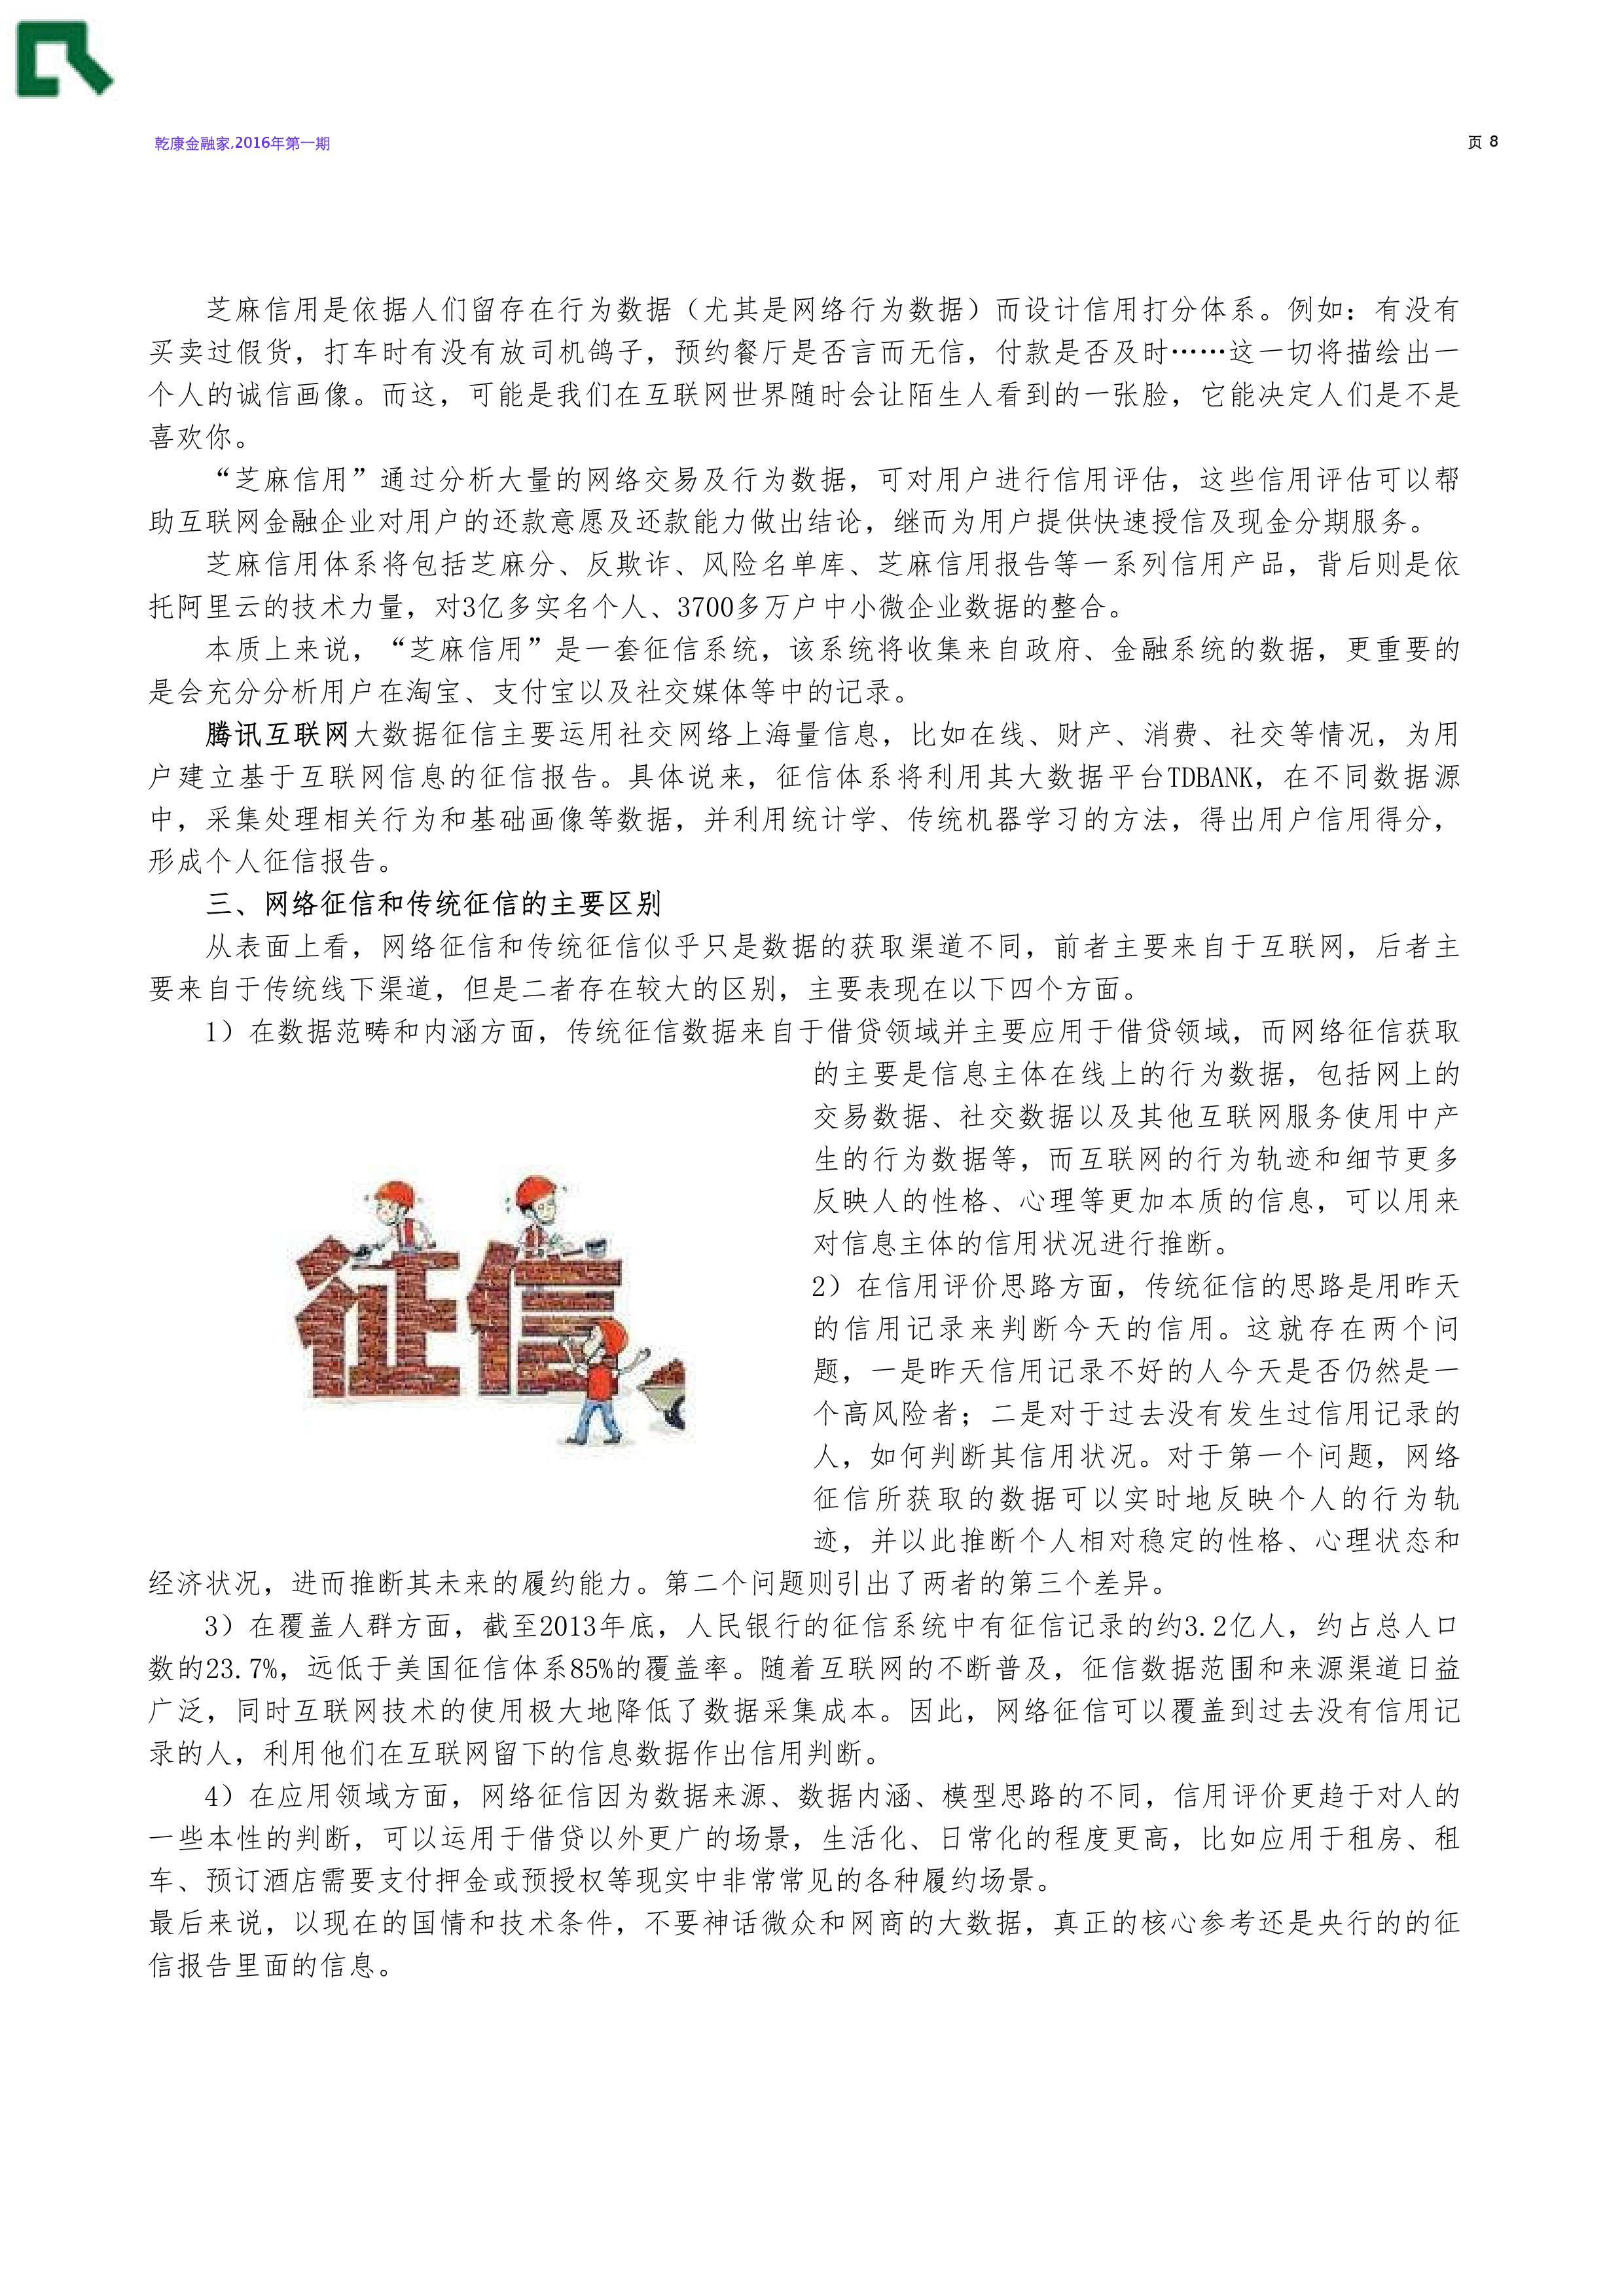 乾康金融家,2016年第一期
页 8
芝麻信用是依据人们留存在行为数据（尤其是网络行为数据）而设计信用打分体系。例如：有没有
买卖过假货，打车时有没有放司机鸽子，预约餐厅是否言而无信，付款是否及时……这一切将描绘出一
个人的诚信画像。而这，可能是我们在互联网世界随时会让陌生人看到的一张脸，它能决定人们是不是
喜欢你。
“芝麻信用”通过分析大量的网络交易及行为数据，可对用户进行信用评估，这些信用评估可以帮
助互联网金融企业对用户的还款意愿及还款能力做出结论，继而为用户提供快速授信及现金分期服务。
芝麻信用体系将包括芝麻分、反欺诈、风险名单库、芝麻信用报告等一系列信用产品，背后则是依
托阿里云的技术力量，对3亿多实名个人、3700多万户中小微企业数据的整合。
本质上来说，“芝麻信用”是一套征信系统，该系统将收集来自政府、金融系统的数据，更重要的
是会充分分析用户在淘宝、支付宝以及社交媒体等中的记录。
腾讯互联网大数据征信主要运用社交网络上海量信息，比如在线、财产、消费、社交等情况，为用
户建立基于互联网信息的征信报告。具体说来，征信体系将利用其大数据平台TDBANK，在不同数据源
中，采集处理相关行为和基础画像等数据，并利用统计学、传统机器学习的方法，得出用户信用得分，
形成个人征信报告。
三、网络征信和传统征信的主要区别
从表面上看，网络征信和传统征信似乎只是数据的获取渠道不同，前者主要来自于互联网，后者主
要来自于传统线下渠道，但是二者存在较大的区别，主要表现在以下四个方面。
1）在数据范畴和内涵方面，传统征信数据来自于借贷领域并主要应用于借贷领域，而网络征信获取
的主要是信息主体在线上的行为数据，包括网上的
交易数据、社交数据以及其他互联网服务使用中产
生的行为数据等，而互联网的行为轨迹和细节更多
反映人的性格、心理等更加本质的信息，可以用来
对信息主体的信用状况进行推断。
征信
2）在信用评价思路方面，传统征信的思路是用昨天
的信用记录来判断今天的信用。这就存在两个问
题，一是昨天信用记录不好的人今天是否仍然是一
个高风险者；二是对于过去没有发生过信用记录的
人，如何判断其信用状况。对于第一个问题，网络
征信所获取的数据可以实时地反映个人的行为轨
迹，并以此推断个人相对稳定的性格、心理状态和
经济状况，进而推断其未来的履约能力。第二个问题则引出了两者的第三个差异。
3）在覆盖人群方面，截至2013年底，人民银行的征信系统中有征信记录的约3.2亿人，约占总人口
数的23.7%，远低于美国征信体系85%的覆盖率。随着互联网的不断普及，征信数据范围和来源渠道日益
广泛，同时互联网技术的使用极大地降低了数据采集成本。因此，网络征信可以覆盖到过去没有信用记
录的人，利用他们在互联网留下的信息数据作出信用判断。
4）在应用领域方面，网络征信因为数据来源、数据内涵、模型思路的不同，信用评价更趋于对人的
一些本性的判断，可以运用于借贷以外更广的场景，生活化、日常化的程度更高，比如应用于租房、租
车、预订酒店需要支付押金或预授权等现实中非常常见的各种履约场景。
最后来说，以现在的国情和技术条件，不要神话微众和网商的大数据，真正的核心参考还是央行的的征
信报告里面的信息。